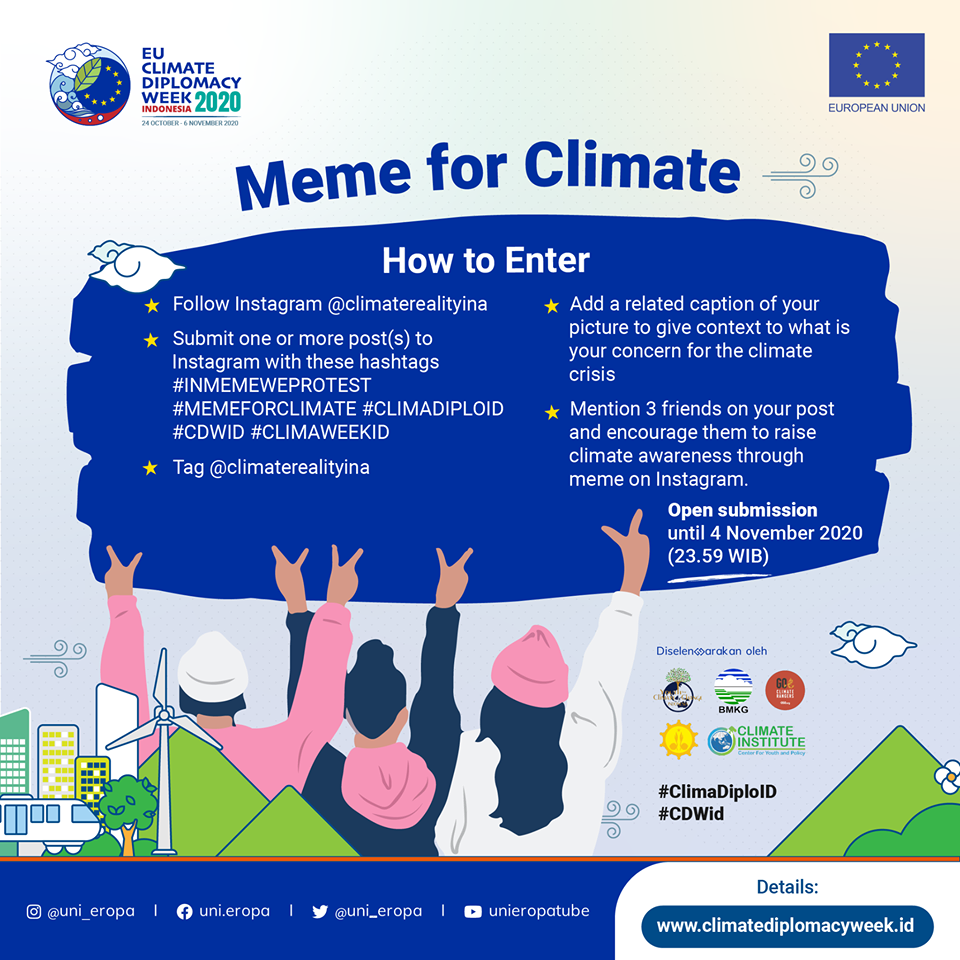 EU
CLIMATE
DIPLOMACY
WEEK 2020
INDONESIA
24 OCTOBER - 6 NOVEMBER 2020
EUROPEAN UNION
Meme for Climate
How to Enter
Follow Instagram @climaterealityina
Submit one or more post(s) to
Instagram with these hashtags
#INMEMEWEPROTEST
#MEMEFORCLIMATE #CLIMADIPLOID
#CDWID #CLIMAWEEKID
Tag @climaterealityina
Add a related caption of your
picture to give context to what is
your concern for the climate
crisis
Mention 3 friends on your post
and encourage them to raise
climate awareness through
meme on Instagram.
Open submission
until 4 November 2020
(23.59 WIB)
oleh
BMKG
CLIMATE
RANGERS
CLIMATE
INSTITUTE
Center For Youth and Policy
#ClimaDiploID
#CDWid
@uni_eropa | uni.eropa | @uni_eropa | unieropatube
Details:
www.climatediplomacyweek.id